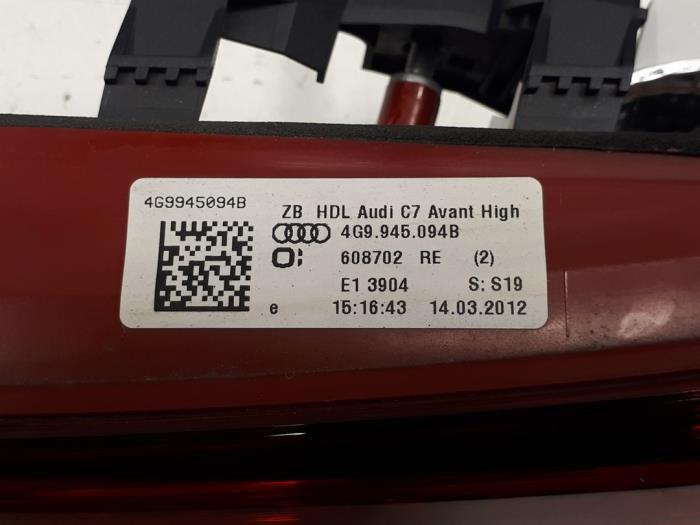 4G9945094B
ZB HDL Audi C7 Avant High
4G9.945.094B
608702 RE (2)
E1 3904 S: S19
e 15:16:43 14.03.2012